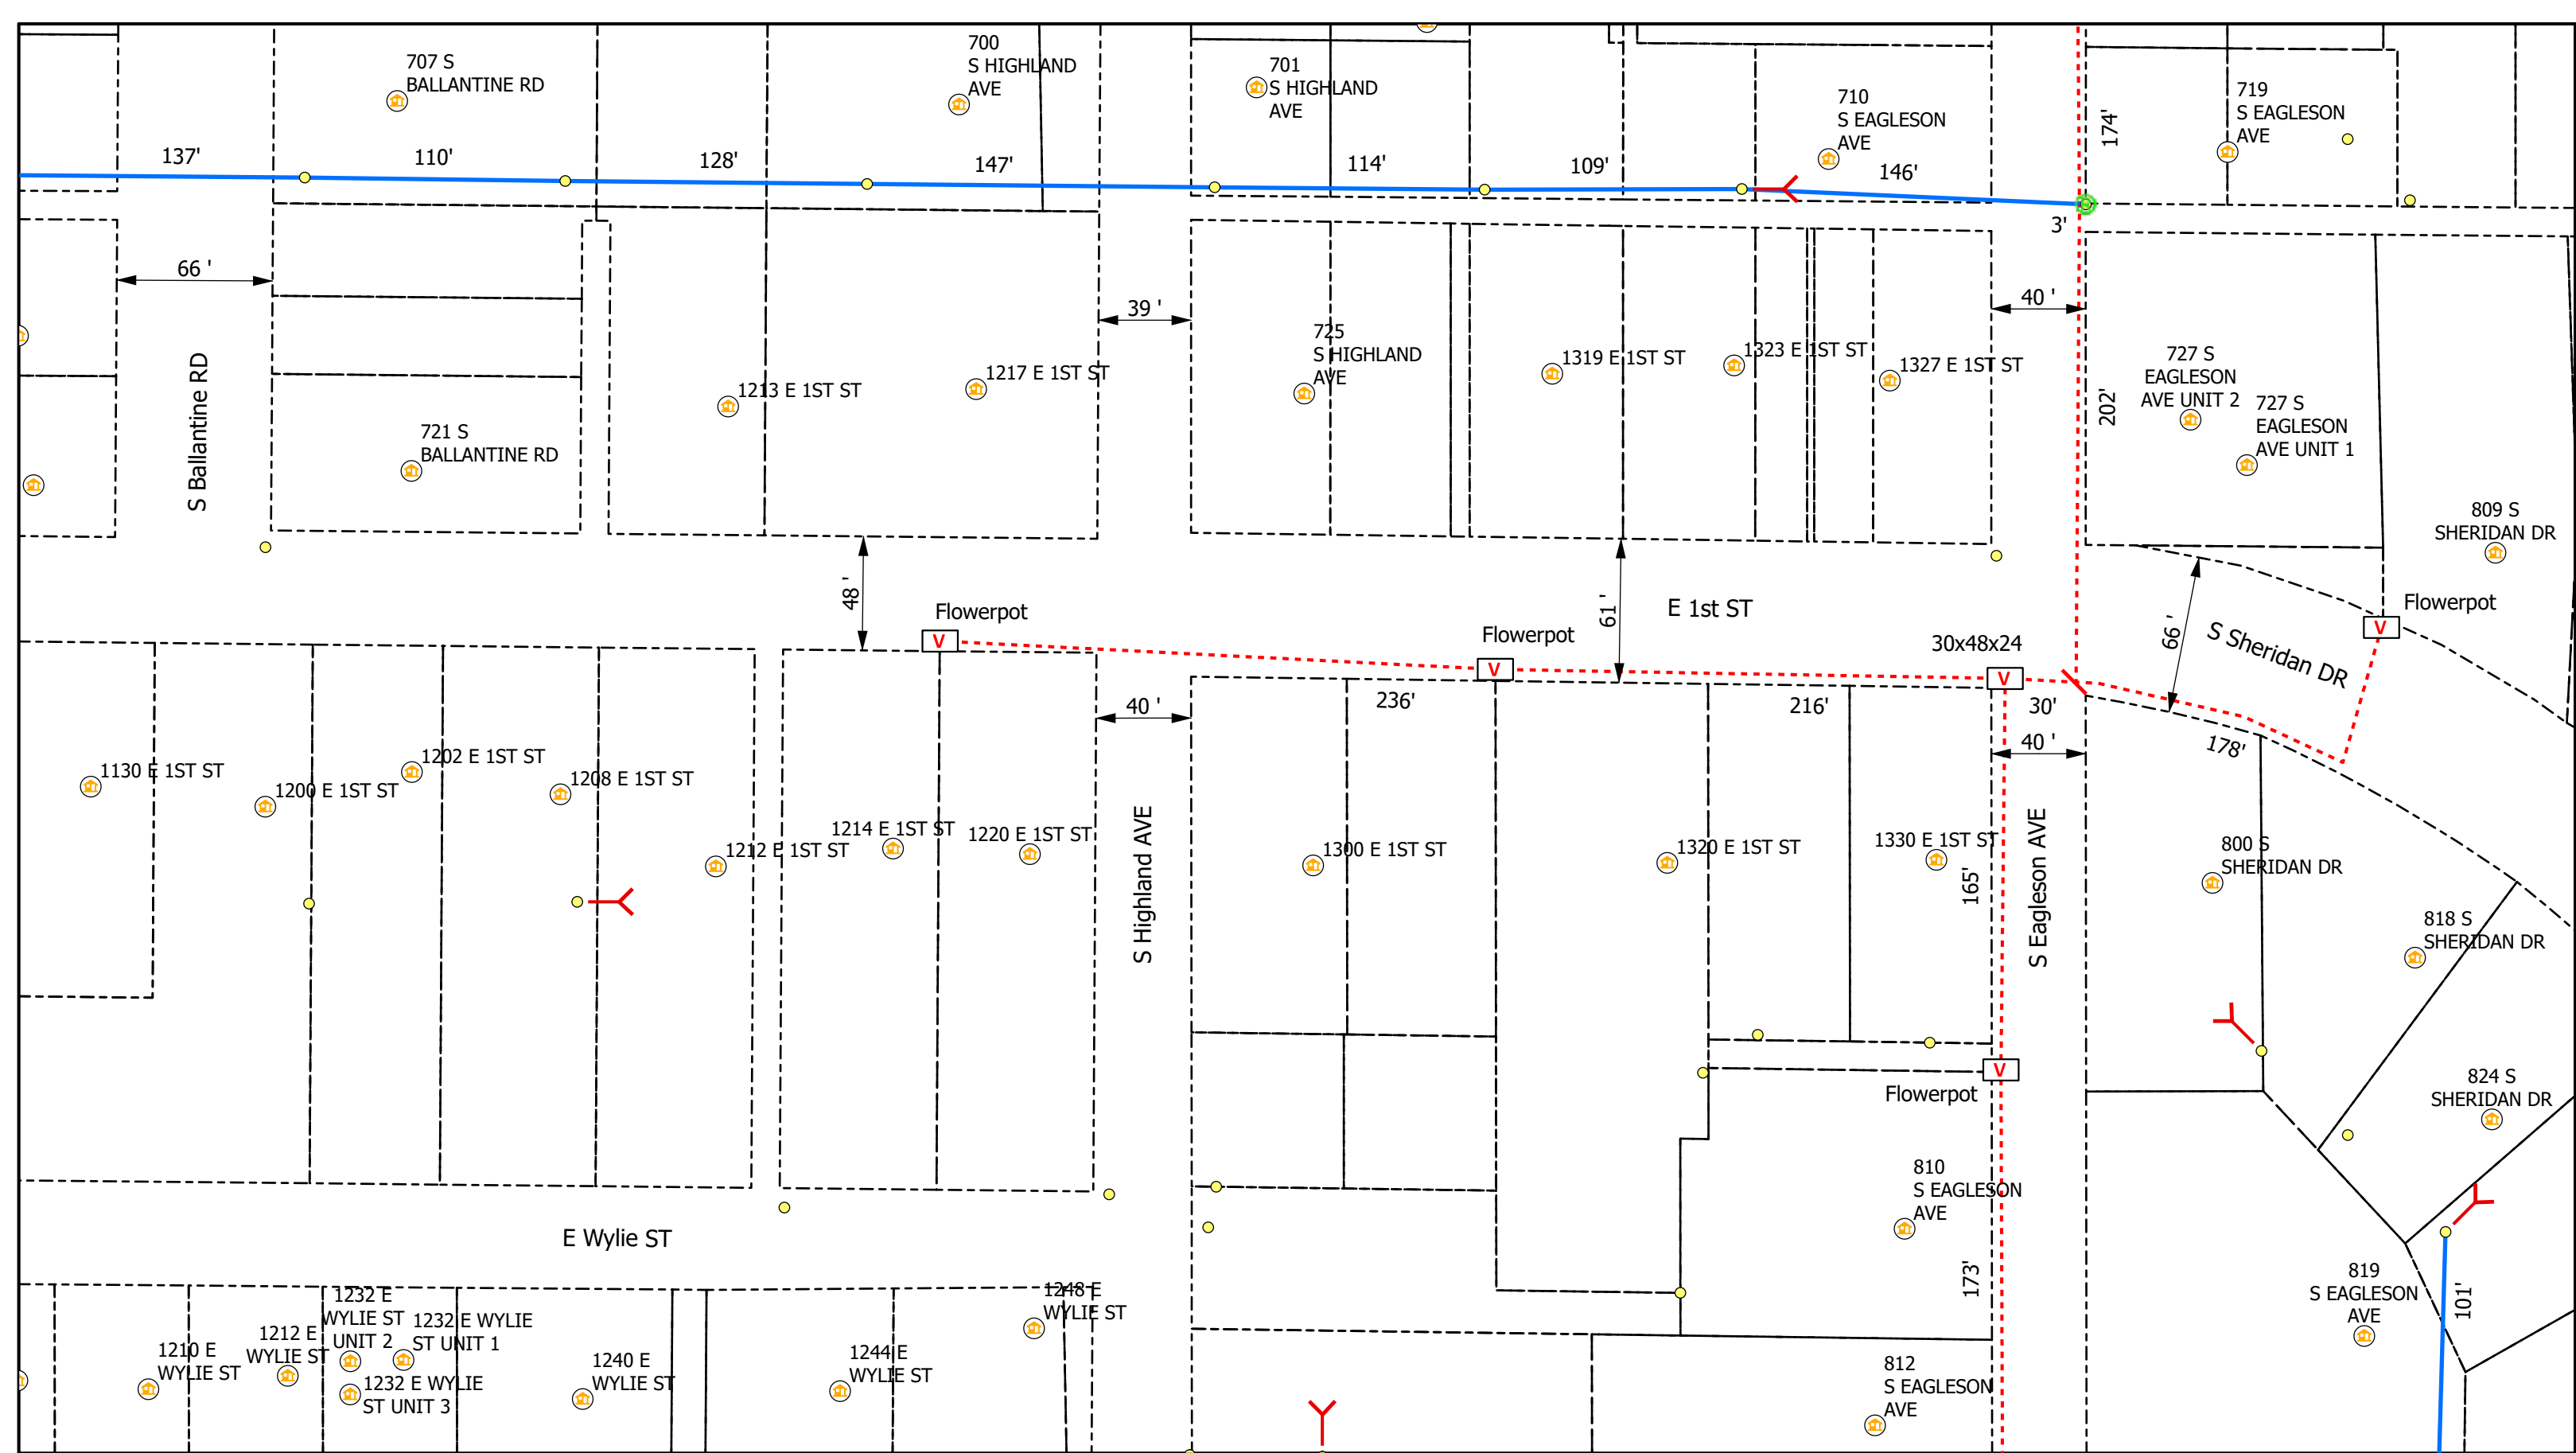 707 S
BALLANTINE RD
700
S HIGHLAND
AVE
701
S HIGHLAND
AVE
710
S EAGLESON
AVE
719
S EAGLESON
AVE
137'
110'
128'
147'
114'
109'
146'
174'
3'
66 '
39 '
40 '
S Ballantine RD
721 S
BALLANTINE RD
1213 E 1ST ST
1217 E 1ST ST
725
S HIGHLAND
AVE
1319 E 1ST ST
1323 E 1ST ST
1327 E 1ST ST
202'
727 S
EAGLESON
AVE UNIT 2
727 S
EAGLESON
AVE UNIT 1
809 S
SHERIDAN DR
48 '
Flowerpot
V
Flowerpot
V
61 '
E 1st ST
30x48x24
V
66 '
S Sheridan DR
Flowerpot
V
40 '
236'
216'
30'
40 '
178'
1130 E 1ST ST
1200 E 1ST ST
1202 E 1ST ST
1208 E 1ST ST
1212 E 1ST ST
1214 E 1ST ST
1220 E 1ST ST
S Highland AVE
1300 E 1ST ST
1320 E 1ST ST
1330 E 1ST ST
165'
S Eagleson AVE
800 S
SHERIDAN DR
818 S
SHERIDAN DR
V
Flowerpot
824 S
SHERIDAN DR
810
S EAGLESON
AVE
E Wylie ST
173'
819
S EAGLESON
AVE
101'
1210 E
WYLIE ST
1212 E
WYLIE ST
1232 E
WYLIE ST
UNIT 2
1232 E WYLIE
ST UNIT 1
1232 E WYLIE
ST UNIT 3
1240 E
WYLIE ST
1244 E
WYLIE ST
1248 E
WYLIE ST
812
S EAGLESON
AVE